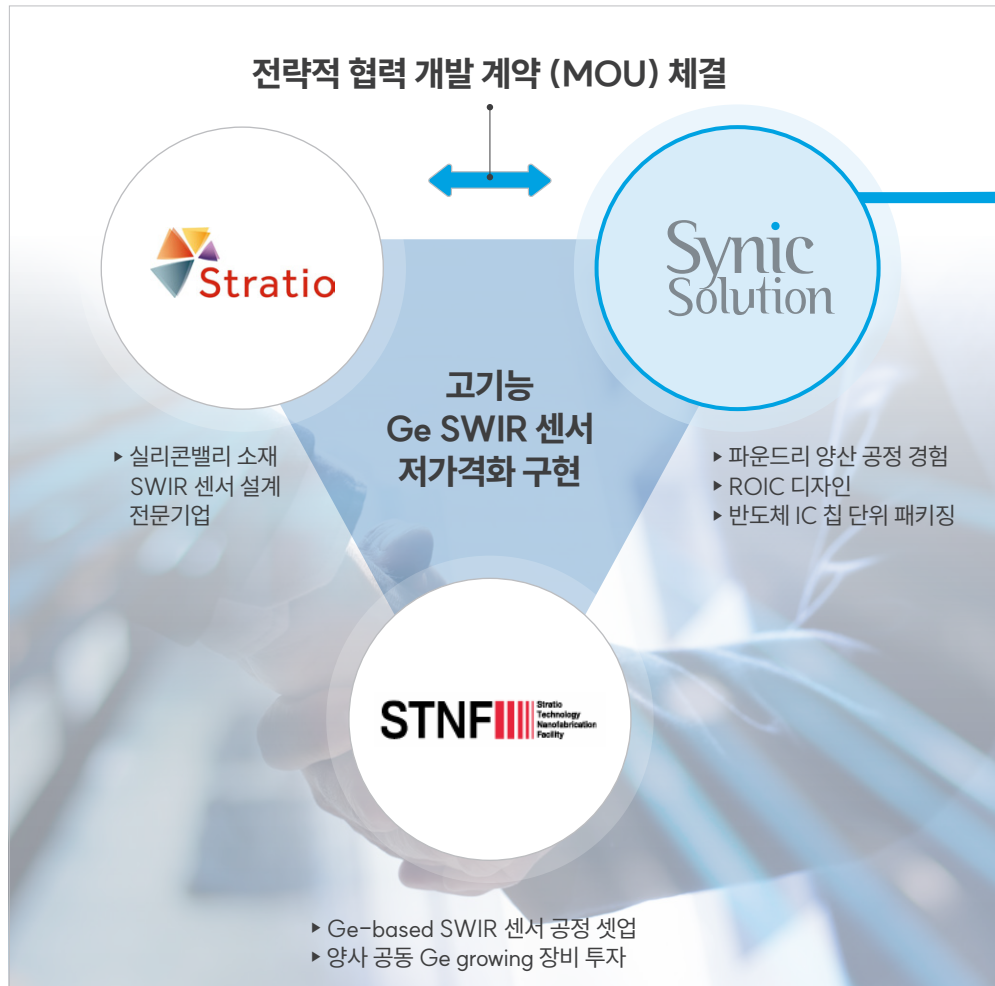 전략적 협력 개발 계약 (MOU) 체결
Stratio
Synic
Solution
고기능
Ge SWIR 센서
저가격화 구현
▸ 실리콘밸리 소재
SWIR 센서 설계
전문기업
▸ 파운드리 양산 공정 경험
▸ ROIC 디자인
▸ 반도체 IC 칩 단위 패키징
STNF
Stratio
Technology
Nanofabrication
Facility
▸ Ge-based SWIR 센서 공정 셋업
▸ 양사 공동 Ge growing 장비 투자